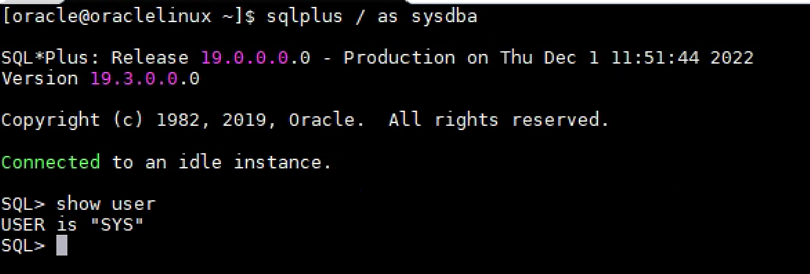 [oracle@oraclelinux ~]$ sqlplus / as sysdba
SQL*Plus: Release 19.0.0.0.0 - Production on Thu Dec 1 11:51:44 2022
Version 19.3.0.0.0
Copyright (c) 1982, 2019, Oracle.  All rights reserved.
Connected to an idle instance.
SQL> show user
USER is "SYS"
SQL>